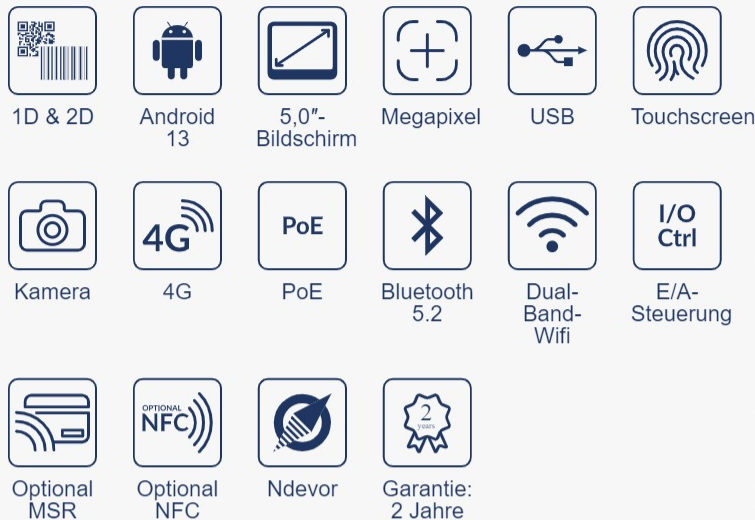 1D & 2D
Android
13
5,0″-
Bildschirm
Megapixel
USB
Touchscreen
4G
PoE
I/O
Ctrl
Kamera
4G
PoE
Bluetooth
5.2
Dual-
Band-
Wifi
E/A-
Steuerung
OPTIONAL
NFC
2
years
Optional
MSR
Optional
NFC
Ndevor
Garantie:
2 Jahre